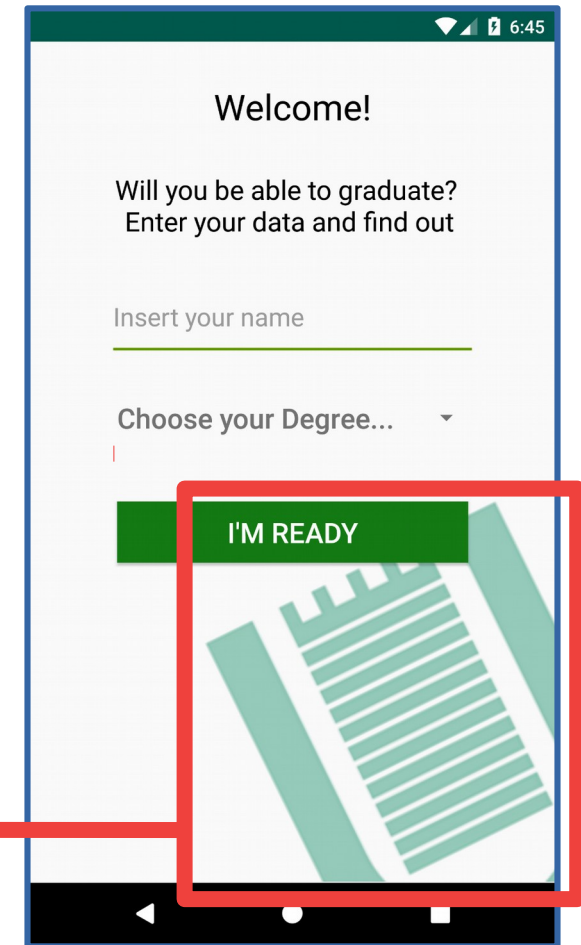 6:45
Welcome!
Will you be able to graduate?
Enter your data and find out
Insert your name
Choose your Degree...
I'M READY